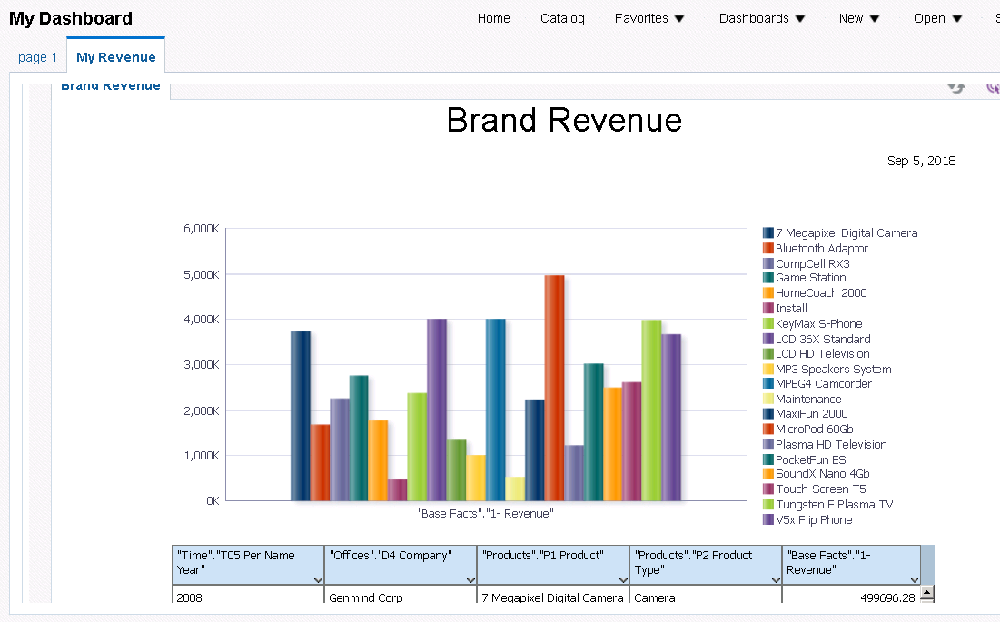 My Dashboard
Home Catalog Favorites Dashboards New Open
page 1 My Revenue
Brand Revenue
Brand Revenue
Sep 5, 2018
6,000K
5,000K
4,000K
3,000K
2,000K
1,000K
0K
"Base Facts"."1- Revenue"
7 Megapixel Digital Camera
Bluetooth Adaptor
CompCell RX3
Game Station
HomeCoach 2000
Install
KeyMax S-Phone
LCD 36X Standard
LCD HD Television
MP3 Speakers System
MPEG4 Camcorder
Maintenance
MaxiFun 2000
MicroPod 60Gb
Plasma HD Television
PocketFun ES
SoundX Nano 4Gb
Touch-Screen T5
Tungsten E Plasma TV
V5x Flip Phone
"Time"."T05 Per Name
Year"
"Offices"."D4 Company"
"Products"."P1 Product"
"Products"."P2 Product
Type"
"Base Facts"."1-
Revenue"
2008 Genmind Corp 7 Megapixel Digital Camera Camera 499696.28